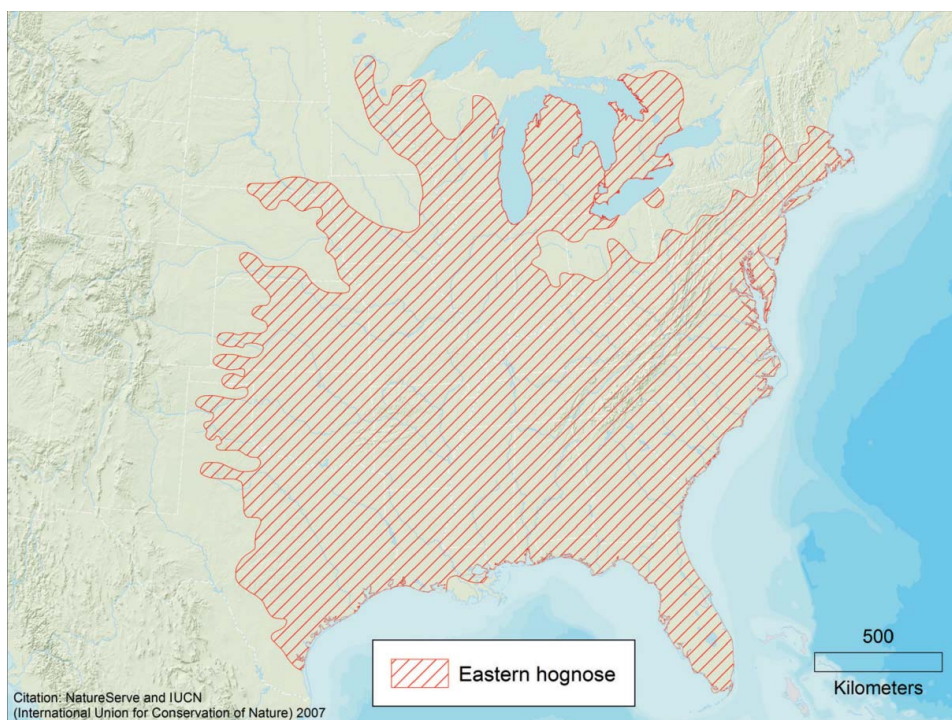 Eastern hognose
500
Kilometers
Citation: NatureServe and IUCN
(International Union for Conservation of Nature) 2007